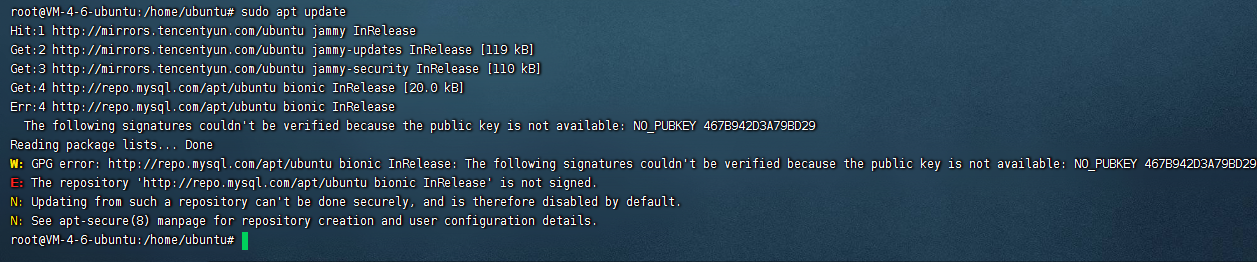 root@VM-4-6-ubuntu:/home/ubuntu# sudo apt update
Hit:1 http://mirrors.tencentyun.com/ubuntu jammy InRelease
Get:2 http://mirrors.tencentyun.com/ubuntu jammy-updates InRelease [119 kB]
Get:3 http://mirrors.tencentyun.com/ubuntu jammy-security InRelease [110 kB]
Get:4 http://repo.mysql.com/apt/ubuntu bionic InRelease [20.0 kB]
Err:4 http://repo.mysql.com/apt/ubuntu bionic InRelease
  The following signatures couldn't be verified because the public key is not available: NO_PUBKEY 467B942D3A79BD29
Reading package lists... Done
W: GPG error: http://repo.mysql.com/apt/ubuntu bionic InRelease: The following signatures couldn't be verified because the public key is not available: NO_PUBKEY 467B942D3A79BD29
E: The repository 'http://repo.mysql.com/apt/ubuntu bionic InRelease' is not signed.
N: Updating from such a repository can't be done securely, and is therefore disabled by default.
N: See apt-secure(8) manpage for repository creation and user configuration details.
root@VM-4-6-ubuntu:/home/ubuntu#